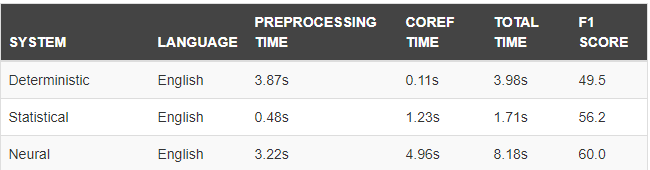 SYSTEM LANGUAGE PREPROCESSING TIME COREF TIME TOTAL TIME F1 SCORE
Deterministic English 3.87s 0.11s 3.98s 49.5
Statistical English 0.48s 1.23s 1.71s 56.2
Neural English 3.22s 4.96s 8.18s 60.0